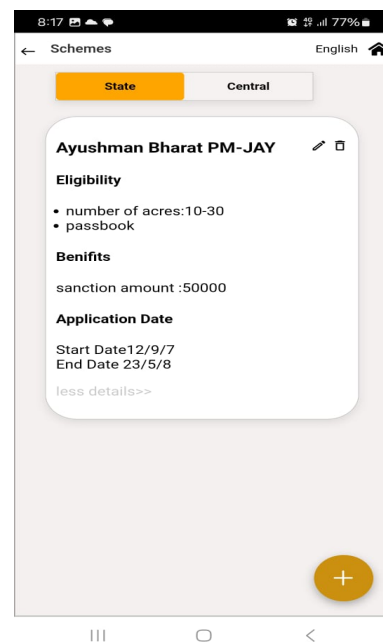 8:17 4G 77%
Schemes English
State Central
Ayushman Bharat PM-JAY
Eligibility
• number of acres:10-30
• passbook
Benifits
sanction amount :50000
Application Date
Start Date12/9/7
End Date 23/5/8
less details>>